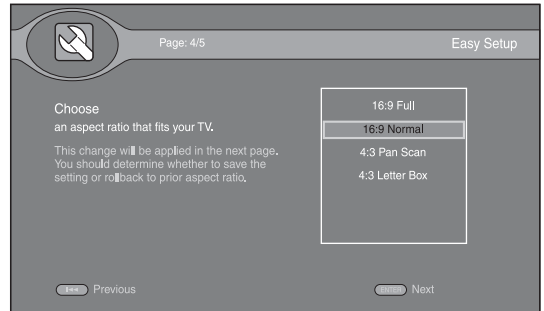 Page: 4/5
Easy Setup
Choose
an aspect ratio that fits your TV.
This change will be applied in the next page.
You should determine whether to save the
setting or rollback to prior aspect ratio.
16:9 Full
16:9 Normal
4:3 Pan Scan
4:3 Letter Box
Previous
ENTER Next